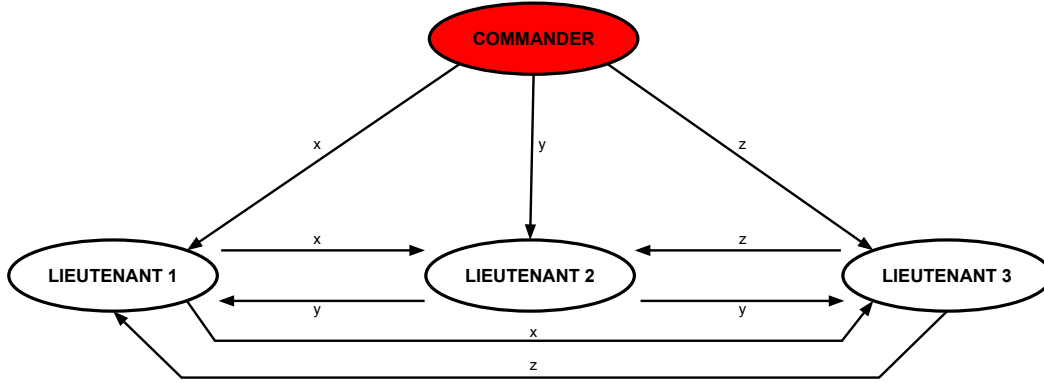 COMMANDER
x
y
z
x
z
LIEUTENANT 1
LIEUTENANT 2
LIEUTENANT 3
y
y
x
z